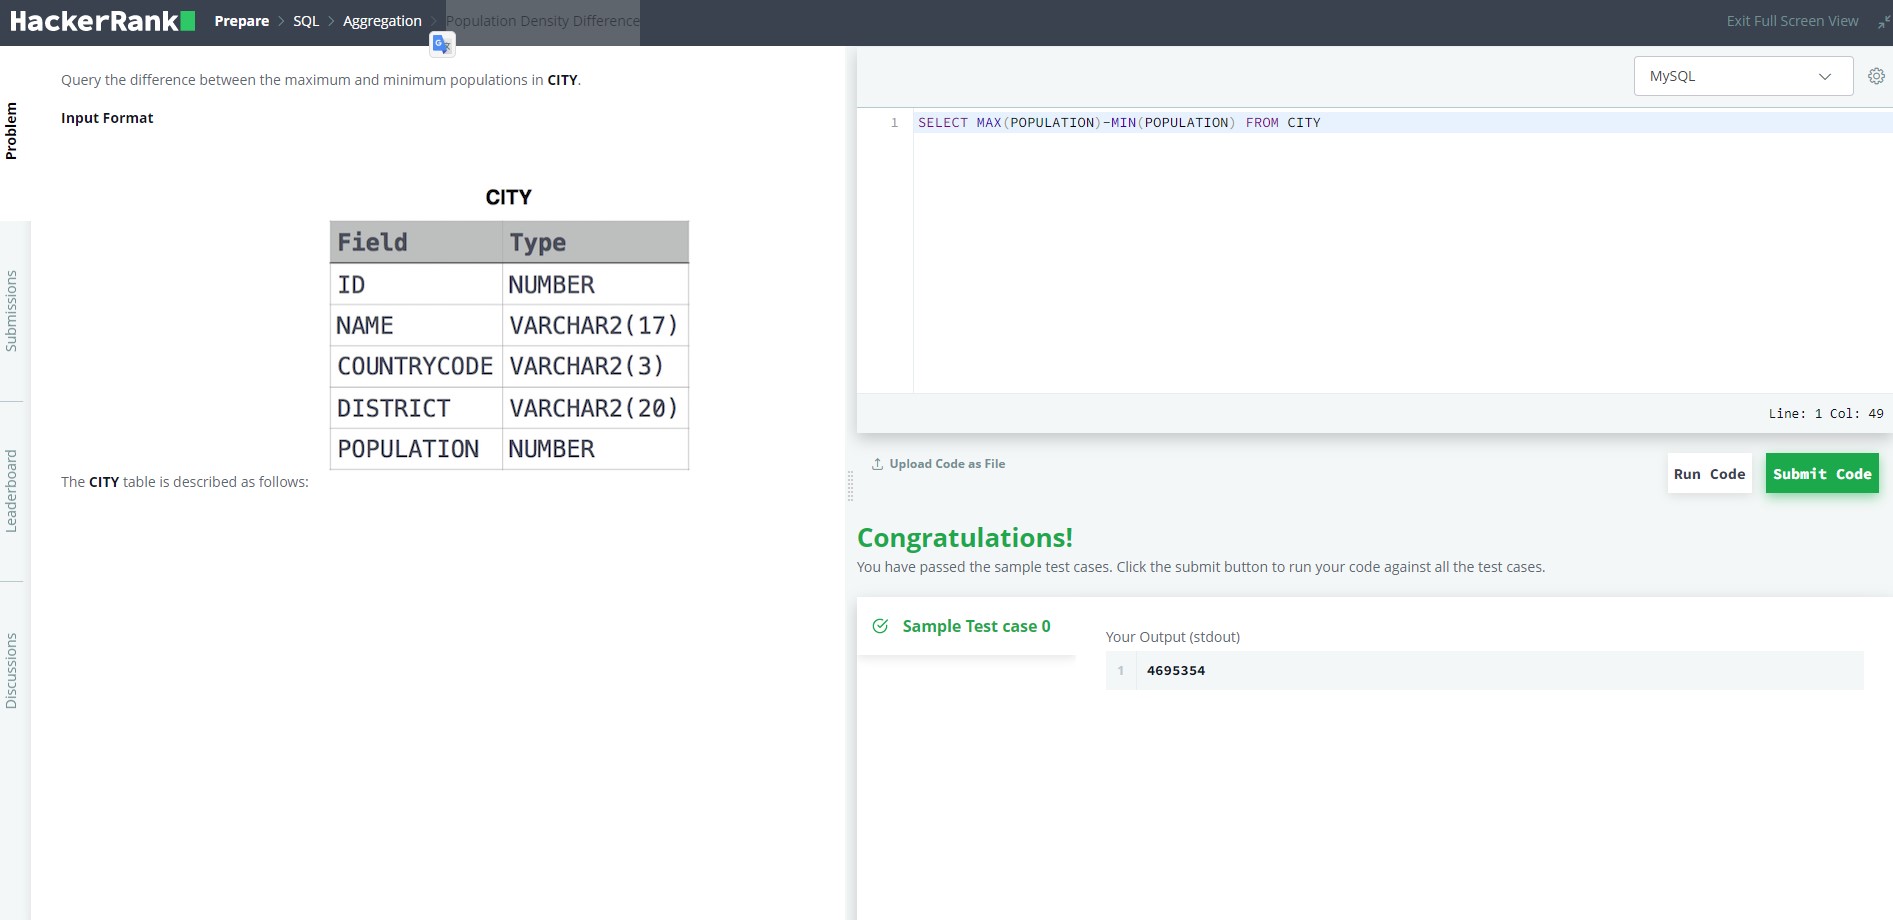 HackerRank Prepare > SQL > Aggregation > Population Density Difference Exit Full Screen View
Problem
Submissions
Leaderboard
Discussions
Query the difference between the maximum and minimum populations in CITY.
Input Format
CITY
Field Type
ID NUMBER
NAME VARCHAR2(17)
COUNTRYCODE VARCHAR2(3)
DISTRICT VARCHAR2(20)
POPULATION NUMBER
The CITY table is described as follows:
MySQL
1 SELECT MAX(POPULATION)-MIN(POPULATION) FROM CITY
Line: 1 Col: 49
Upload Code as File
Run Code
Submit Code
Congratulations!
You have passed the sample test cases. Click the submit button to run your code against all the test cases.
Sample Test case 0
Your Output (stdout)
1 4695354